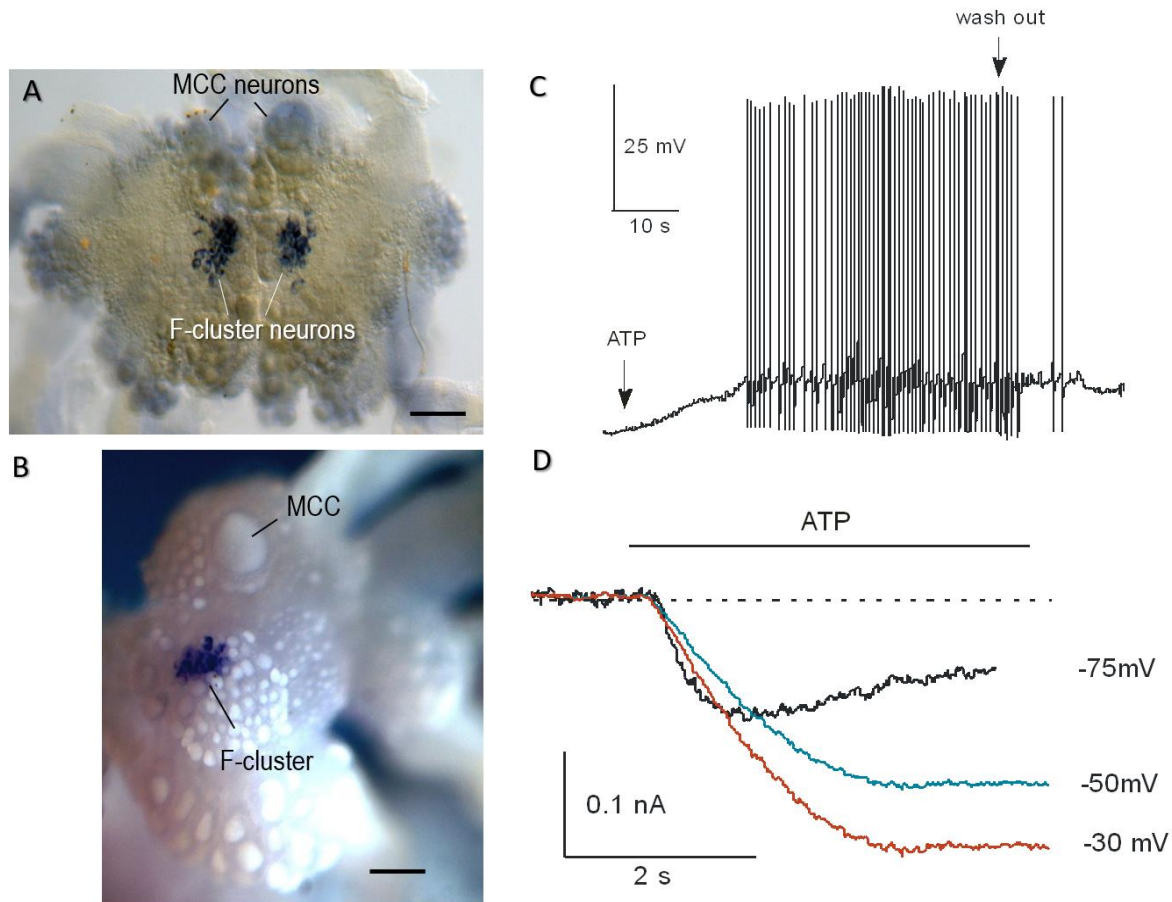 A
MCC neurons
F-cluster neurons
B
MCC
F-cluster
C
wash out
25 mV
10 s
ATP
D
ATP
-75mV
-50mV
-30 mV
0.1 nA
2 s